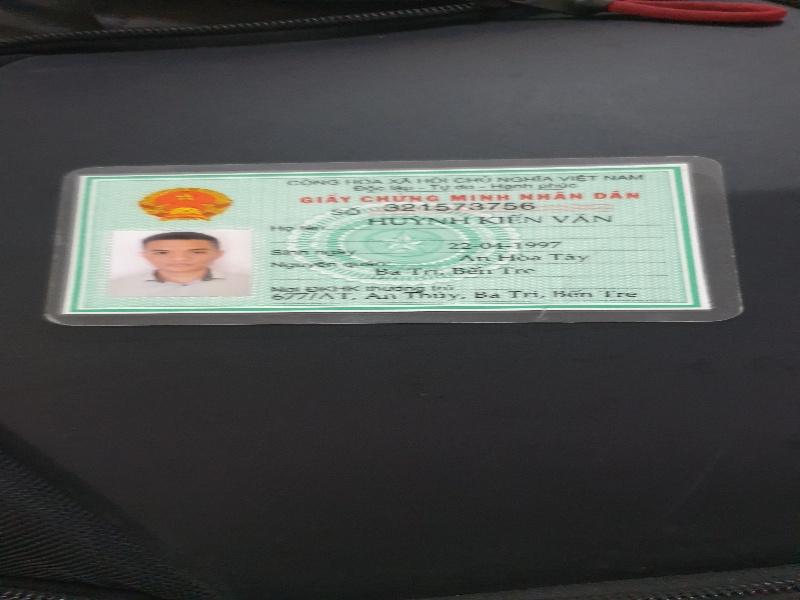 CỘNG HÒA XÃ HỘI CHỦ NGHĨA VIỆT NAM
Độc lập - Tự do - Hạnh phúc
GIẤY CHỨNG MINH NHÂN DÂN
SỐ 321573756
Họ tên HUỲNH KIẾN VĂN
Sinh ngày 22-04-1997
Nguyên quán An Hòa Tây
Ba Tri, Bến Tre
Nơi ĐKHK thường trú
677/AT, An Thủy, Ba Tri, Bến Tre